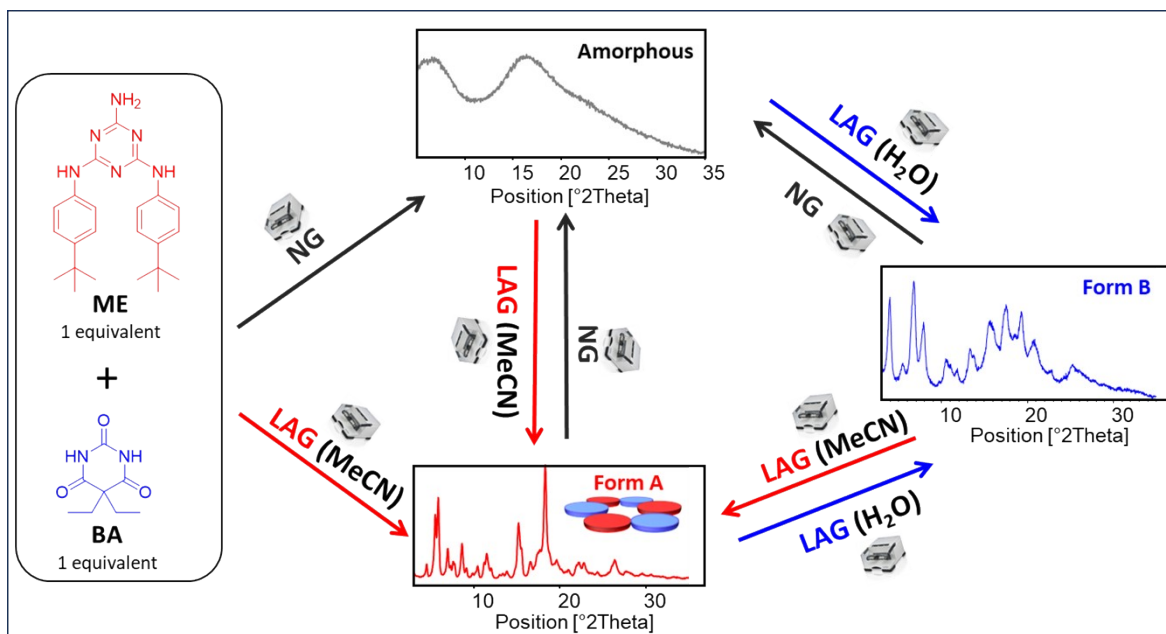 NH₂
N
N
NH
N
NH
ME
1 equivalent
+
O
HN
NH
O
O
BA
1 equivalent
NG
LAG (MeCN)
Amorphous
10
15
20
25
30
35
Position [°2Theta]
LAG (MeCN)
NG
LAG (H₂O)
NG
Form B
10
20
30
Position [°2Theta]
LAG (MeCN)
LAG (H₂O)
Form A
10
20
30
Position [°2Theta]